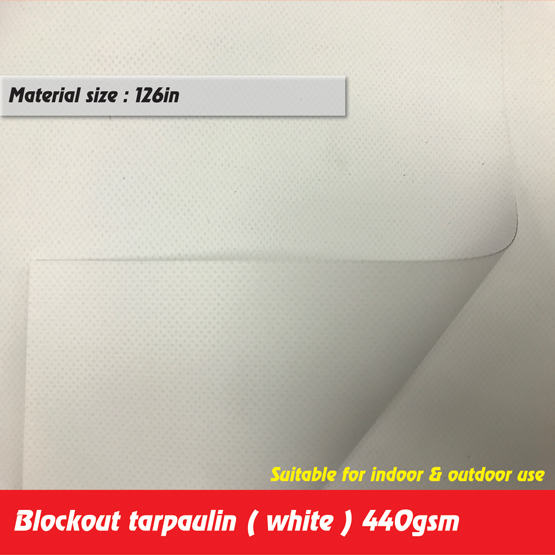 Material size : 126in
Suitable for indoor & outdoor use
Blockout tarpaulin ( white ) 440gsm